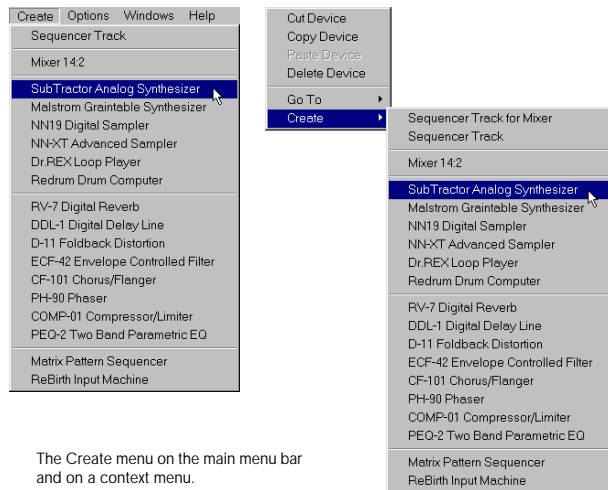 Create Options Windows Help
Sequencer Track
Mixer 14:2
SubTractor Analog Synthesizer
Malstrom Graintable Synthesizer
NN19 Digital Sampler
NN-XT Advanced Sampler
Dr.REX Loop Player
Redrum Drum Computer
RV-7 Digital Reverb
DDL-1 Digital Delay Line
D-11 Foldback Distortion
ECF-42 Envelope Controlled Filter
CF-101 Chorus/Flanger
PH-90 Phaser
COMP-01 Compressor/Limiter
PEQ-2 Two Band Parametric EQ
Matrix Pattern Sequencer
ReBirth Input Machine
Cut Device
Copy Device
Paste Device
Delete Device
Go To
Create
Sequencer Track for Mixer
Sequencer Track
Mixer 14:2
SubTractor Analog Synthesizer
Malstrom Graintable Synthesizer
NN19 Digital Sampler
NN-XT Advanced Sampler
Dr.REX Loop Player
Redrum Drum Computer
RV-7 Digital Reverb
DDL-1 Digital Delay Line
D-11 Foldback Distortion
ECF-42 Envelope Controlled Filter
CF-101 Chorus/Flanger
PH-90 Phaser
COMP-01 Compressor/Limiter
PEQ-2 Two Band Parametric EQ
Matrix Pattern Sequencer
ReBirth Input Machine
The Create menu on the main menu bar
and on a context menu.